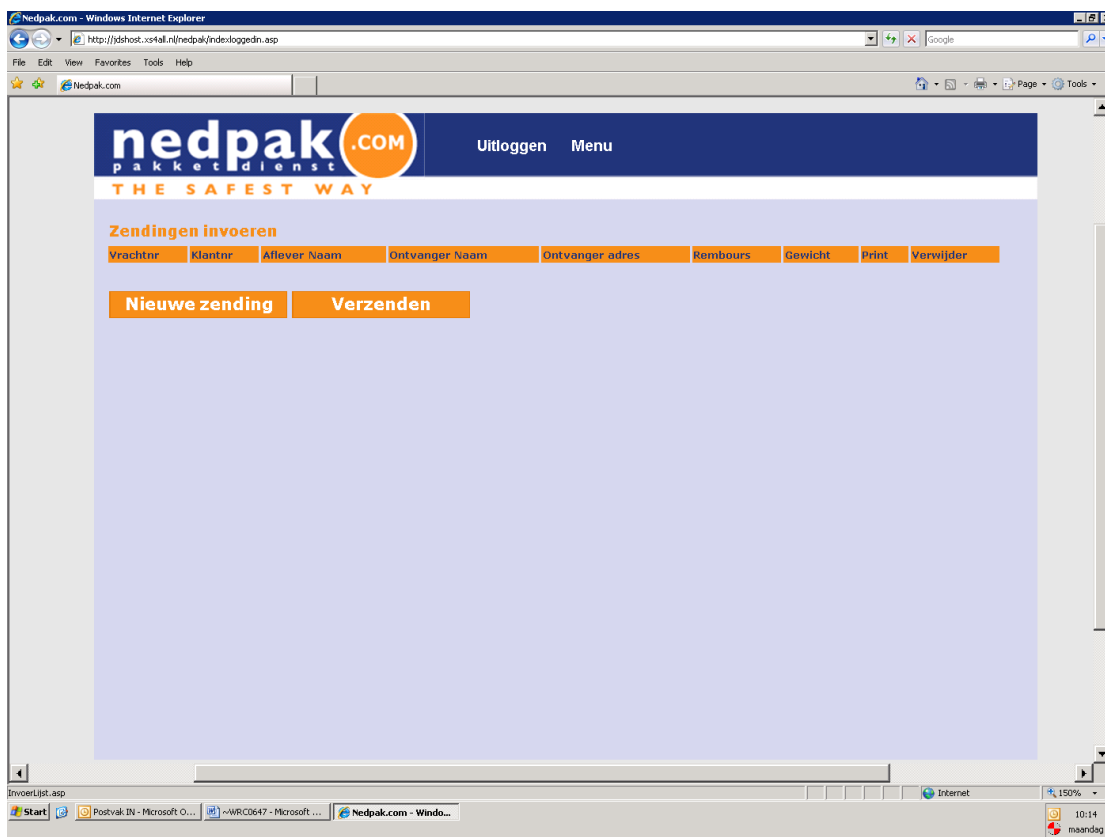 Nedpak.com - Windows Internet Explorer
http://jdshost.xs4all.nl/nedpak/indexloggedin.asp
Google
File Edit View Favorites Tools Help
Nedpak.com
Page Tools
nedpak .COM
pakketdienst
THE SAFEST WAY
Uitloggen Menu
Zendingen invoeren
Vrachtnr Klantnr Aflever Naam Ontvanger Naam Ontvanger adres Rembours Gewicht Print Verwijder
Nieuwe zending Verzenden
InvoerLijst.asp
Internet
150%
Start
Postvak IN - Microsoft O...
~WRC0647 - Microsoft ...
Nedpak.com - Windo...
10:14
maandag